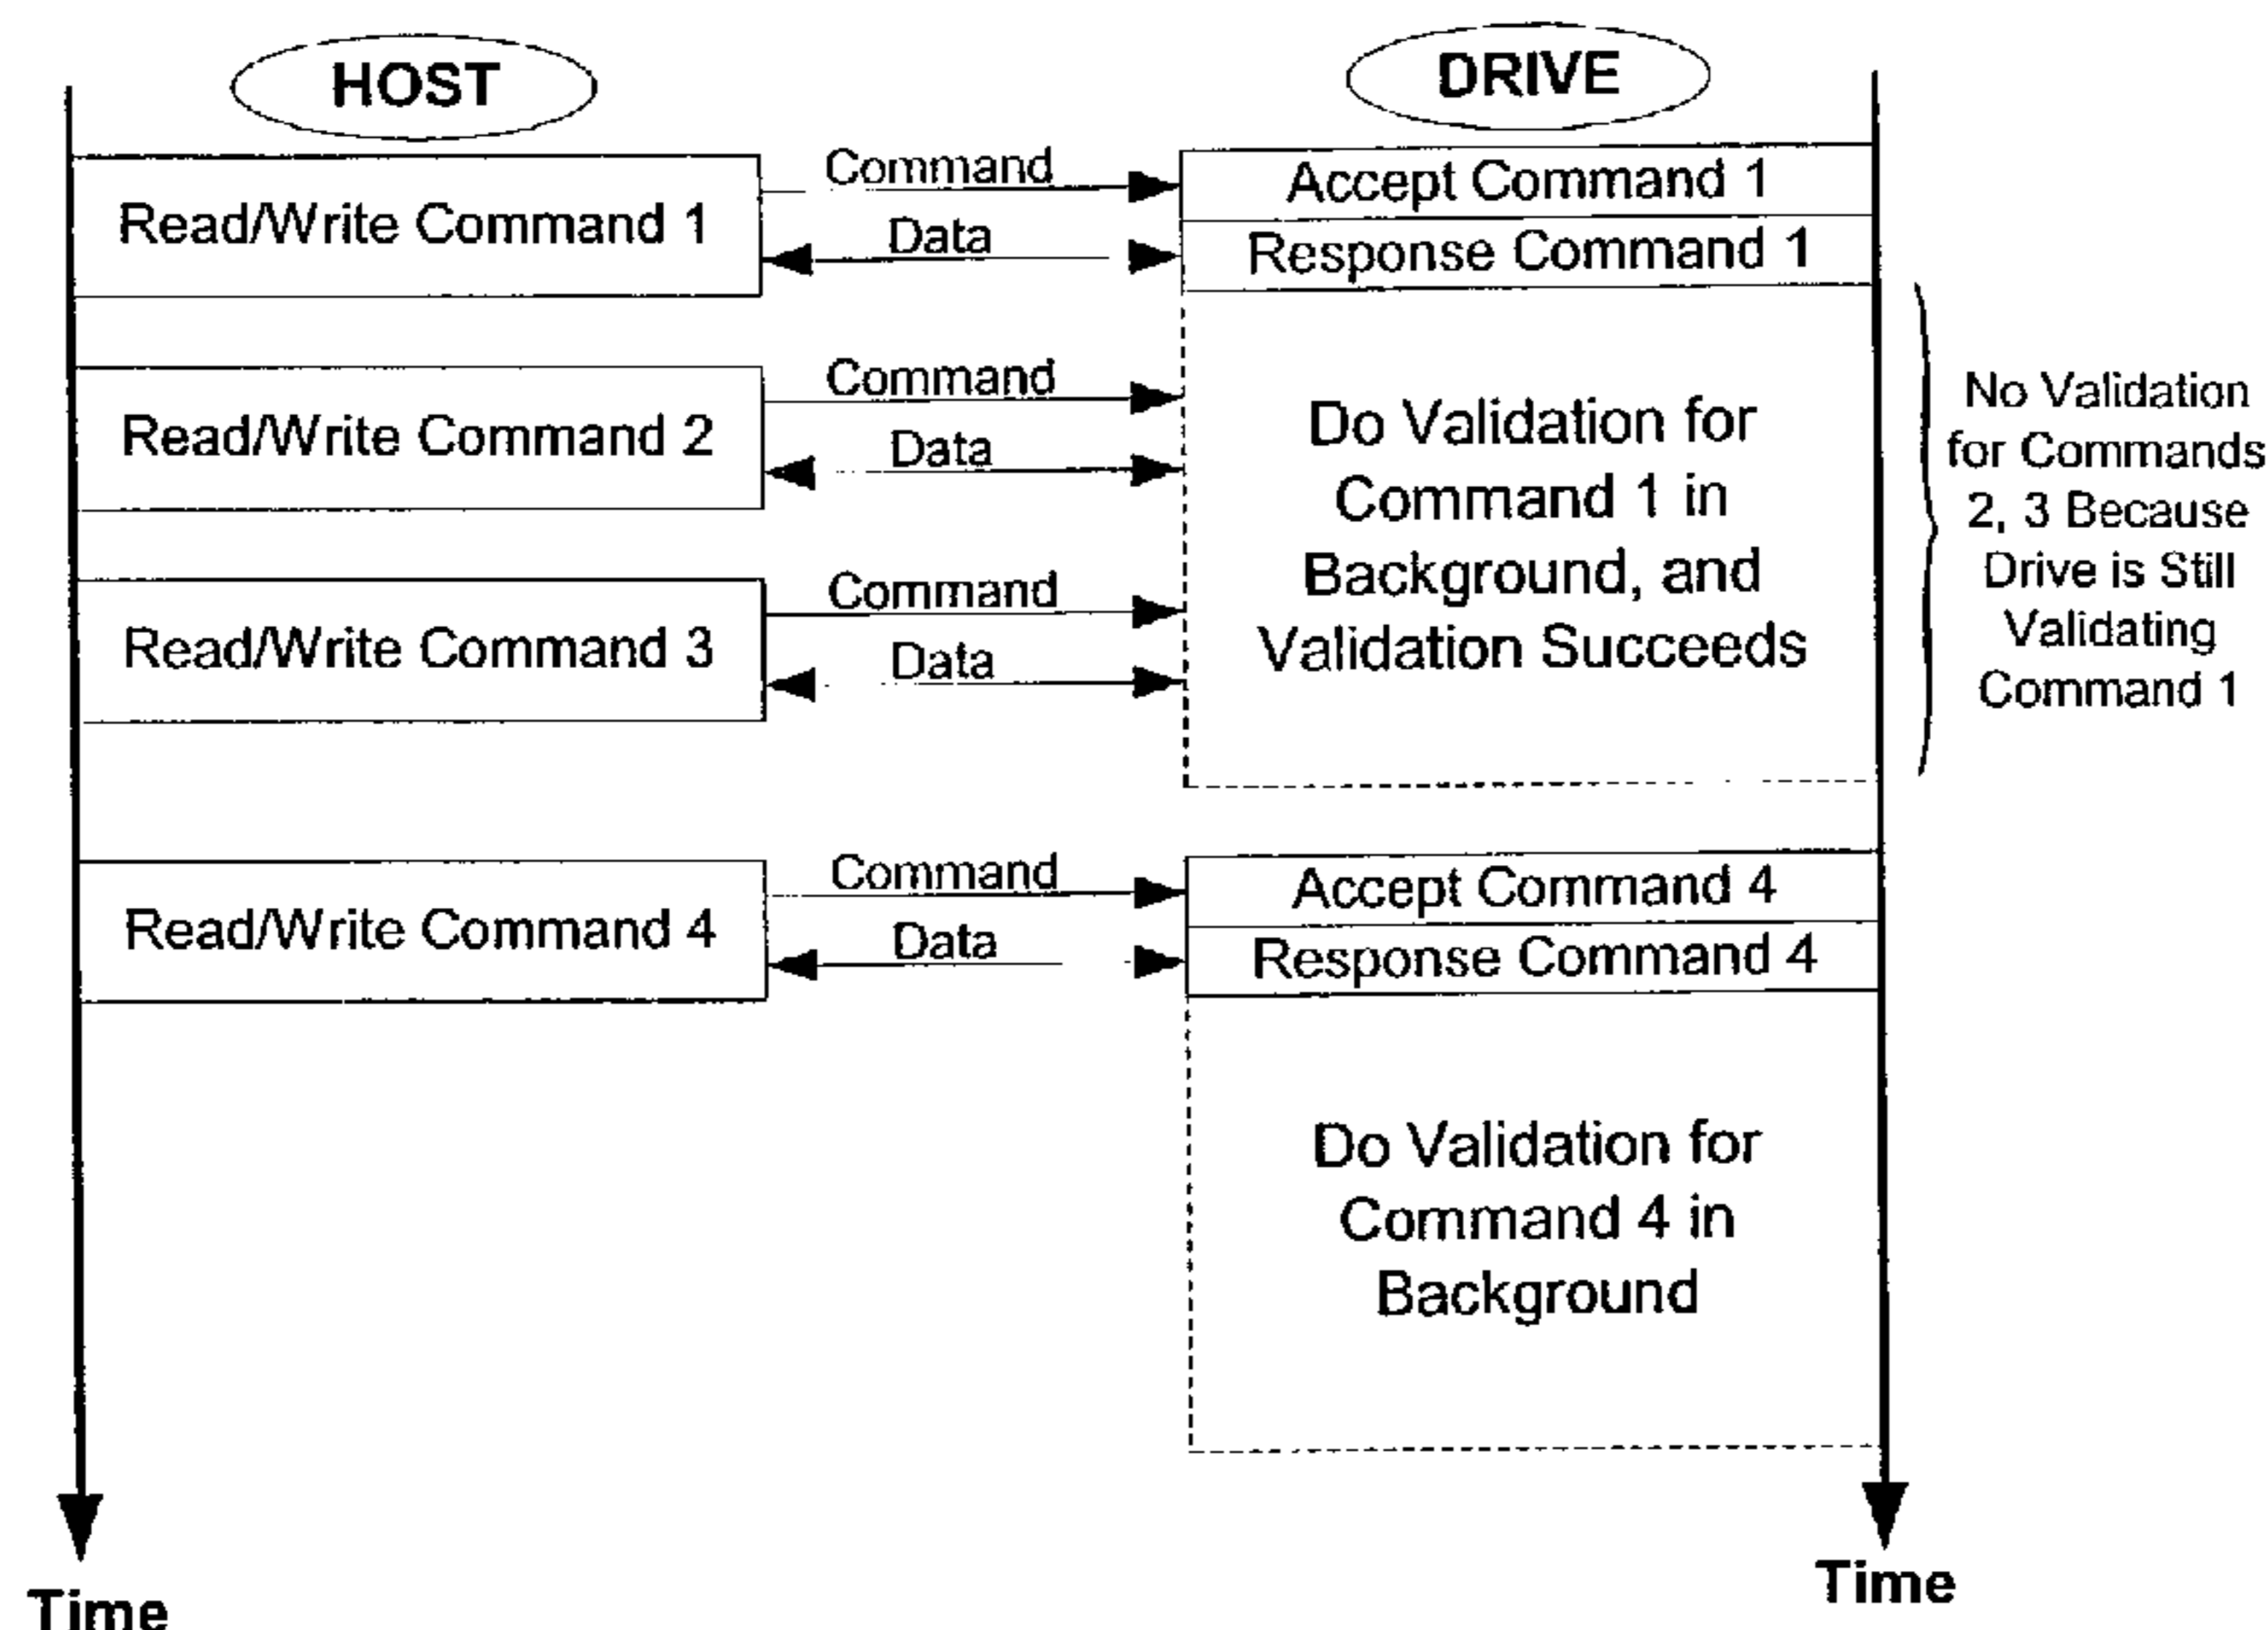 HOST
DRIVE
Read/Write Command 1
Command
Data
Accept Command 1
Response Command 1
Read/Write Command 2
Command
Data
Read/Write Command 3
Command
Data
Do Validation for
Command 1 in
Background, and
Validation Succeeds
No Validation
for Commands
2, 3 Because
Drive is Still
Validating
Command 1
Read/Write Command 4
Command
Data
Accept Command 4
Response Command 4
Do Validation for
Command 4 in
Background
Time
Time